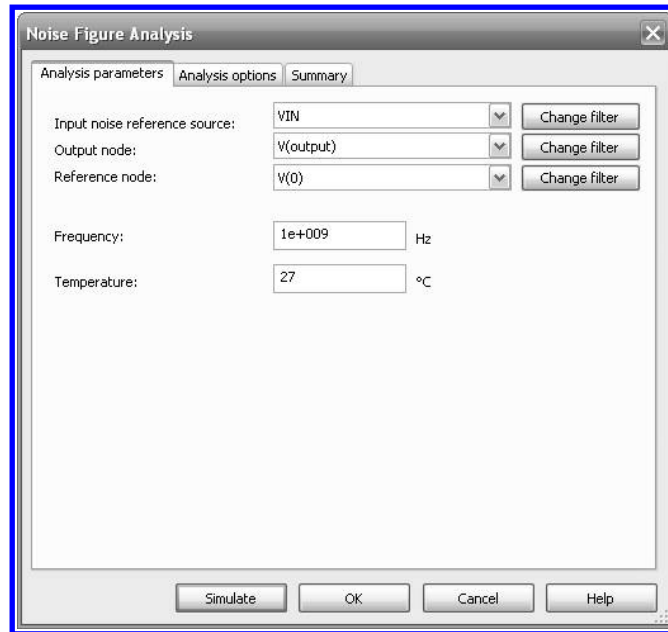 Noise Figure Analysis
Analysis parameters Analysis options Summary
Input noise reference source: VIN Change filter
Output node: V(output) Change filter
Reference node: V(0) Change filter
Frequency: 1e+009 Hz
Temperature: 27 °C
Simulate OK Cancel Help